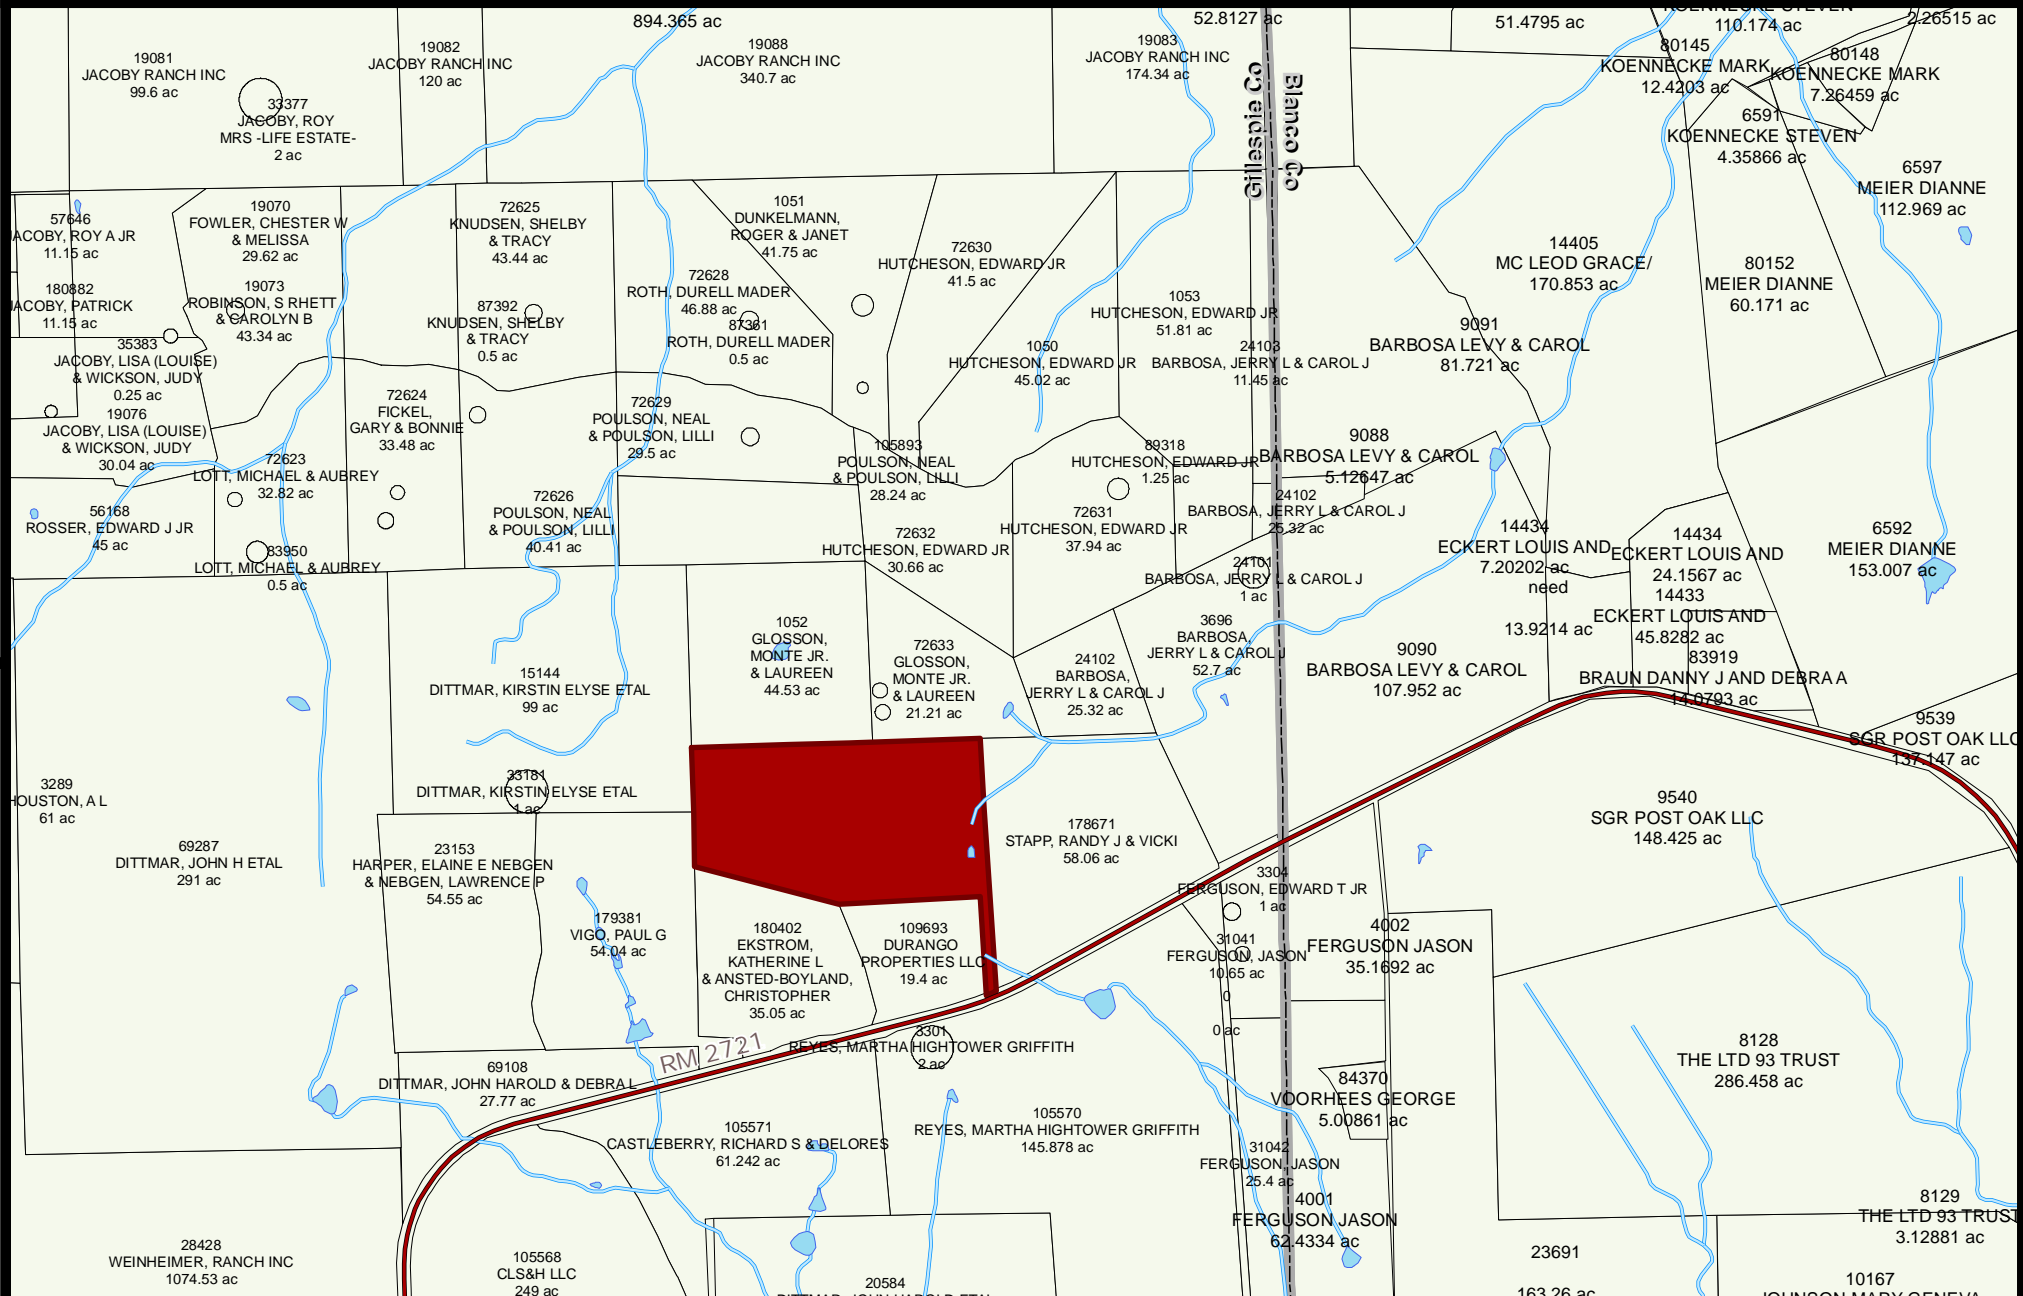 894.365 ac
52.8127 ac
51.4795 ac
KOENNECKE STEVEN
110.174 ac
2.26515 ac
19081
JACOBY RANCH INC
99.6 ac
19082
JACOBY RANCH INC
120 ac
19088
JACOBY RANCH INC
340.7 ac
19083
JACOBY RANCH INC
174.34 ac
Gillespie Co
Blanco Co
80145
KOENNECKE MARK
12.4203 ac
80148
KOENNECKE MARK
7.26459 ac
33377
JACOBY, ROY
MRS -LIFE ESTATE-
2 ac
6591
KOENNECKE STEVEN
4.35866 ac
6597
MEIER DIANNE
112.969 ac
57646
JACOBY, ROY A JR
11.15 ac
19070
FOWLER, CHESTER W
& MELISSA
29.62 ac
72625
KNUDSEN, SHELBY
& TRACY
43.44 ac
1051
DUNKELMANN,
ROGER & JANET
41.75 ac
72630
HUTCHESON, EDWARD JR
41.5 ac
14405
MC LEOD GRACE/
170.853 ac
80152
MEIER DIANNE
60.171 ac
180882
JACOBY, PATRICK
11.15 ac
19073
ROBINSON, S RHETT
& CAROLYN B
43.34 ac
87392
KNUDSEN, SHELBY
& TRACY
0.5 ac
72628
ROTH, DURELL MADER
46.88 ac
87361
ROTH, DURELL MADER
0.5 ac
1053
HUTCHESON, EDWARD JR
51.81 ac
1050
HUTCHESON, EDWARD JR
45.02 ac
24103
BARBOSA, JERRY L & CAROL J
11.45 ac
9091
BARBOSA LEVY & CAROL
81.721 ac
35383
JACOBY, LISA (LOUISE)
& WICKSON, JUDY
0.25 ac
19076
JACOBY, LISA (LOUISE)
& WICKSON, JUDY
30.04 ac
72624
FICKEL,
GARY & BONNIE
33.48 ac
72629
POULSON, NEAL
& POULSON, LILLI
29.5 ac
105893
POULSON, NEAL
& POULSON, LILLI
28.24 ac
89318
HUTCHESON, EDWARD JR
1.25 ac
9088
BARBOSA LEVY & CAROL
5.12647 ac
72623
LOTT, MICHAEL & AUBREY
32.82 ac
56168
ROSSER, EDWARD J JR
45 ac
83950
LOTT, MICHAEL & AUBREY
0.5 ac
72626
POULSON, NEAL
& POULSON, LILLI
40.41 ac
72632
HUTCHESON, EDWARD JR
30.66 ac
72631
HUTCHESON, EDWARD JR
37.94 ac
24102
BARBOSA, JERRY L & CAROL J
25.32 ac
24101
BARBOSA, JERRY L & CAROL J
1 ac
14434
ECKERT LOUIS AND
7.20202 ac
need
14434
ECKERT LOUIS AND
24.1567 ac
6592
MEIER DIANNE
153.007 ac
13.9214 ac
14433
ECKERT LOUIS AND
45.8282 ac
83919
BRAUN DANNY J AND DEBRA A
14.0793 ac
15144
DITTMAR, KIRSTIN ELYSE ETAL
99 ac
1052
GLOSSON,
MONTE JR.
& LAUREEN
44.53 ac
72633
GLOSSON,
MONTE JR.
& LAUREEN
21.21 ac
24102
BARBOSA,
JERRY L & CAROL J
25.32 ac
3696
BARBOSA,
JERRY L & CAROL J
52.7 ac
9090
BARBOSA LEVY & CAROL
107.952 ac
9539
SGR POST OAK LLC
137.147 ac
3289
HOUSTON, A L
61 ac
33181
DITTMAR, KIRSTIN ELYSE ETAL
1 ac
69287
DITTMAR, JOHN H ETAL
291 ac
23153
HARPER, ELAINE E NEBGEN
& NEBGEN, LAWRENCE P
54.55 ac
178671
STAPP, RANDY J & VICKI
58.06 ac
9540
SGR POST OAK LLC
148.425 ac
3304
FERGUSON, EDWARD T JR
1 ac
179381
VIGO, PAUL G
54.04 ac
180402
EKSTROM,
KATHERINE L
& ANSTED-BOYLAND,
CHRISTOPHER
35.05 ac
109693
DURANGO
PROPERTIES LLC
19.4 ac
31041
FERGUSON, JASON
10.65 ac
0
0 ac
4002
FERGUSON JASON
35.1692 ac
RM 2721
3301
REYES, MARTHA HIGHTOWER GRIFFITH
2 ac
69108
DITTMAR, JOHN HAROLD & DEBRA L
27.77 ac
84370
VOORHEES GEORGE
5.00861 ac
8128
THE LTD 93 TRUST
286.458 ac
105571
CASTLEBERRY, RICHARD S & DELORES
61.242 ac
105570
REYES, MARTHA HIGHTOWER GRIFFITH
145.878 ac
31042
FERGUSON, JASON
25.4 ac
4001
FERGUSON JASON
62.4334 ac
8129
THE LTD 93 TRUST
3.12881 ac
28428
WEINHEIMER, RANCH INC
1074.53 ac
105568
CLS&H LLC
249 ac
20584
DITTMAR, JOHN HAROLD ETAL
23691
163.26 ac
10167
JOHNSON MARY GENEVA